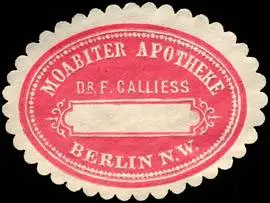 MOABITER APOTHEKE
DR. F. CALLIESS
BERLIN N.W.